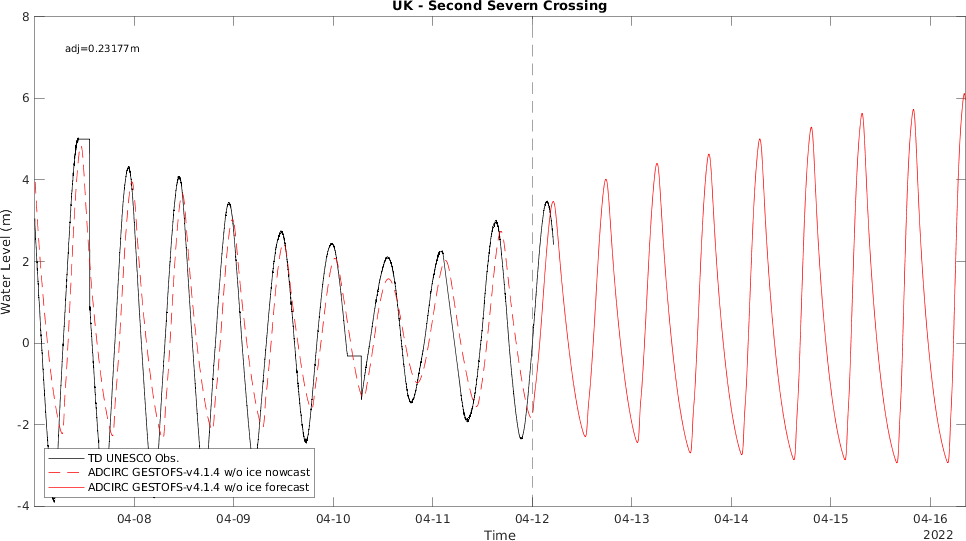 UK - Second Severn Crossing
adj=0.23177m
8
6
4
2
0
-2
-4
Water Level (m)
TD UNESCO Obs.
ADCIRC GESTOFS-v4.1.4 w/o ice nowcast
ADCIRC GESTOFS-v4.1.4 w/o ice forecast
04-08 04-09 04-10 04-11 04-12 04-13 04-14 04-15 04-16
Time
2022